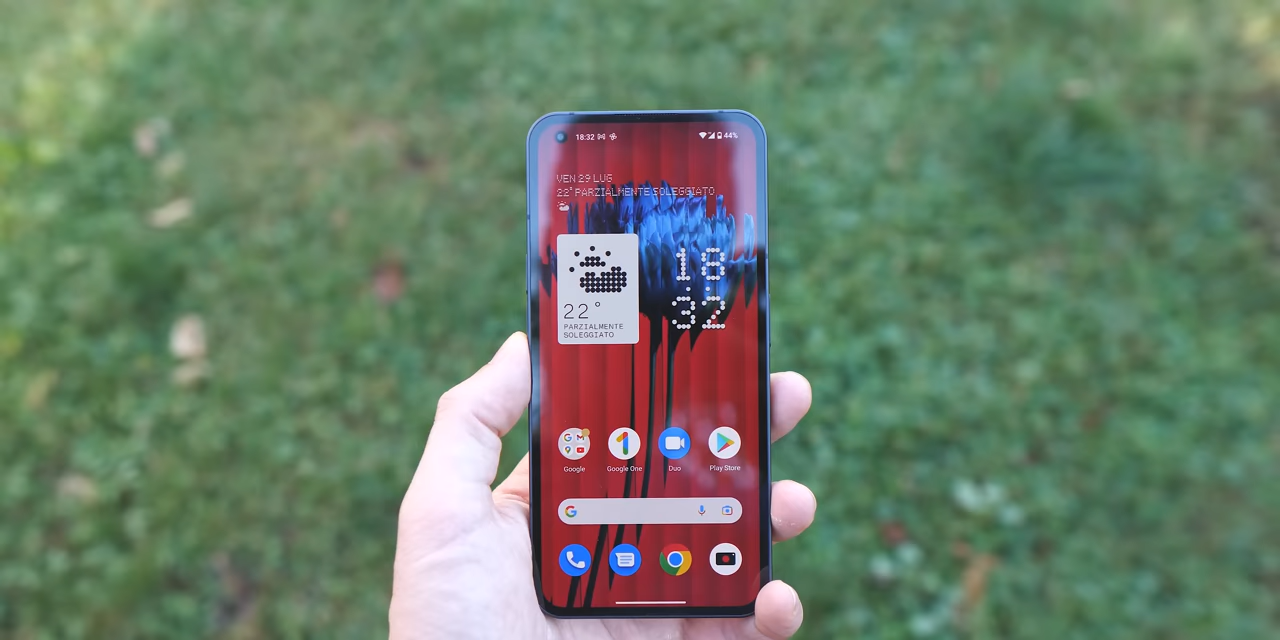 18:32
44%
VEN 29 LUG
22° PARZIALMENTE SOLEGGIATO
18
32
22°
PARZIALMENTE
SOLEGGIATO
Google
Google One
Duo
Play Store